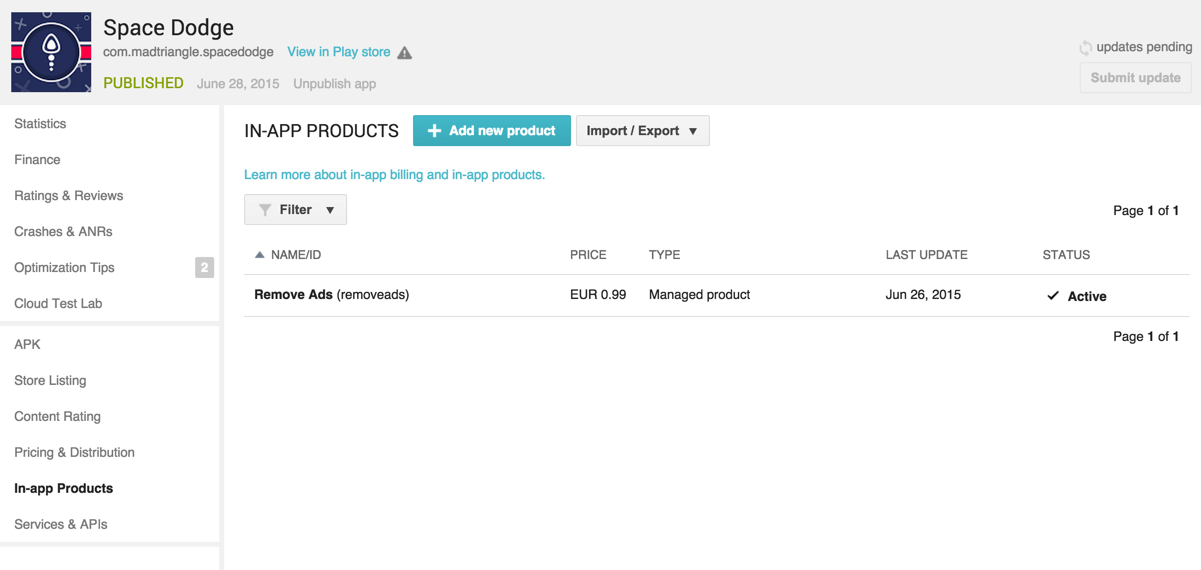 Space Dodge
com.madtriangle.spacedodge View in Play store
PUBLISHED June 28, 2015 Unpublish app
updates pending
Submit update
Statistics
Finance
Ratings & Reviews
Crashes & ANRs
Optimization Tips 2
Cloud Test Lab
APK
Store Listing
Content Rating
Pricing & Distribution
In-app Products
Services & APIs
IN-APP PRODUCTS Add new product Import / Export
Learn more about in-app billing and in-app products.
Filter Page 1 of 1
NAME/ID PRICE TYPE LAST UPDATE STATUS
Remove Ads (removeads) EUR 0.99 Managed product Jun 26, 2015 Active
Page 1 of 1